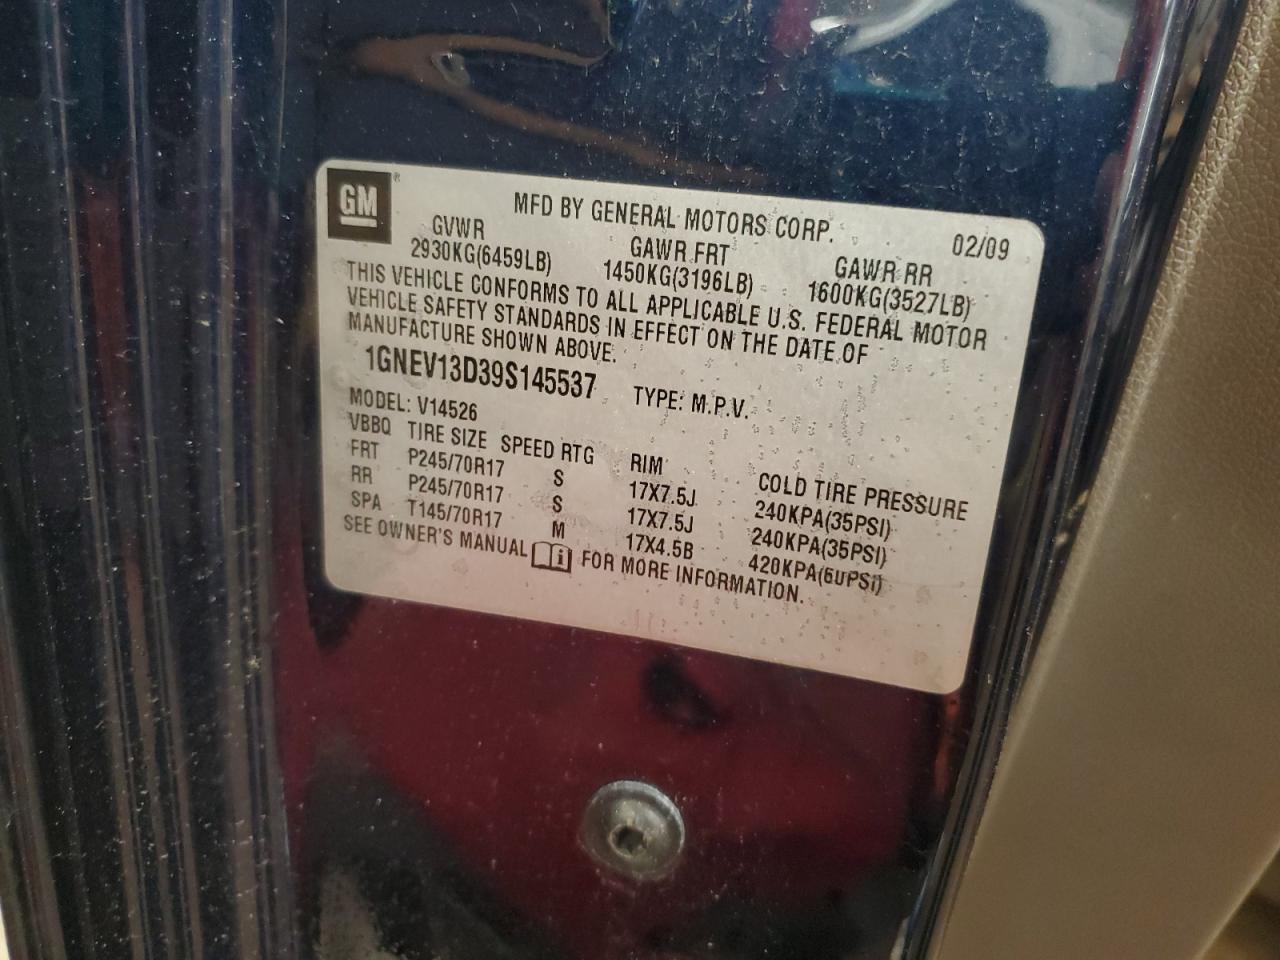 GM®
MFD BY GENERAL MOTORS CORP. 02/09
GVWR GAWR FRT GAWR RR
2930KG(6459LB) 1450KG(3196LB) 1600KG(3527LB)
THIS VEHICLE CONFORMS TO ALL APPLICABLE U.S. FEDERAL MOTOR
VEHICLE SAFETY STANDARDS IN EFFECT ON THE DATE OF
MANUFACTURE SHOWN ABOVE.
1GNEV13D39S145537 TYPE: M.P.V.
MODEL: V14526
VBBQ TIRE SIZE SPEED RTG RIM COLD TIRE PRESSURE
FRT P245/70R17 S 17X7.5J 240KPA(35PSI)
RR P245/70R17 S 17X7.5J 240KPA(35PSI)
SPA T145/70R17 M 17X4.5B 420KPA(60PSI)
SEE OWNER'S MANUAL i FOR MORE INFORMATION.